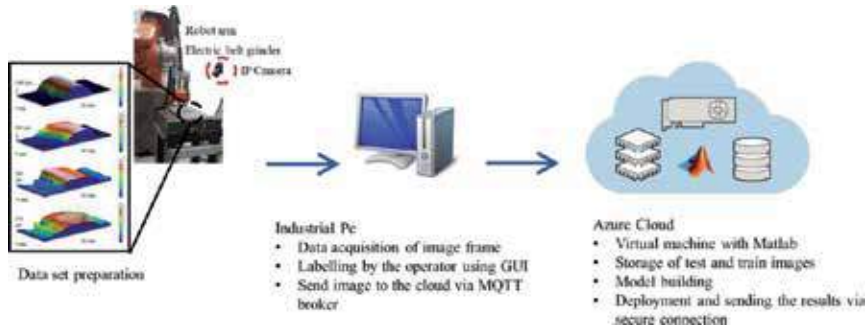 Robot arm
Electric belt grinder
IP Camera
Data set preparation
Industrial Pc
• Data acquisition of image frame
• Labelling by the operator using GUI
• Send image to the cloud via MQTT
broker
Azure Cloud
• Virtual machine with Matlab
• Storage of test and train images
• Model building
• Deployment and sending the results via
secure connection